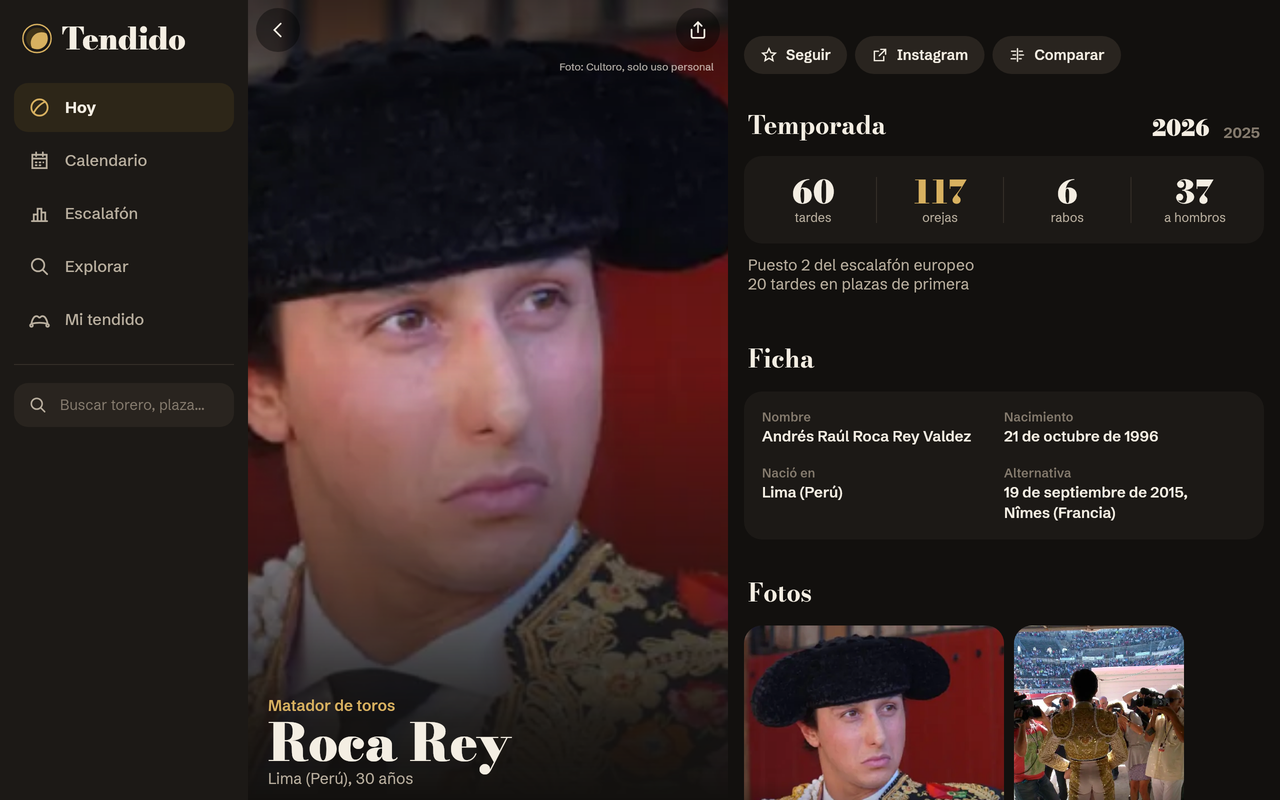 Tendido
Hoy
Calendario
Escalafón
Explorar
Mi tendido
Buscar torero, plaza...
Foto: Cultoro, solo uso personal
Matador de toros
Roca Rey
Lima (Perú), 30 años
Seguir
Instagram
Comparar
Temporada
2026 2025
60 117 6 37
tardes orejas rabos a hombros
Puesto 2 del escalafón europeo
20 tardes en plazas de primera
Ficha
Nombre
Andrés Raúl Roca Rey Valdez
Nacimiento
21 de octubre de 1996
Nació en
Lima (Perú)
Alternativa
19 de septiembre de 2015,
Nîmes (Francia)
Fotos